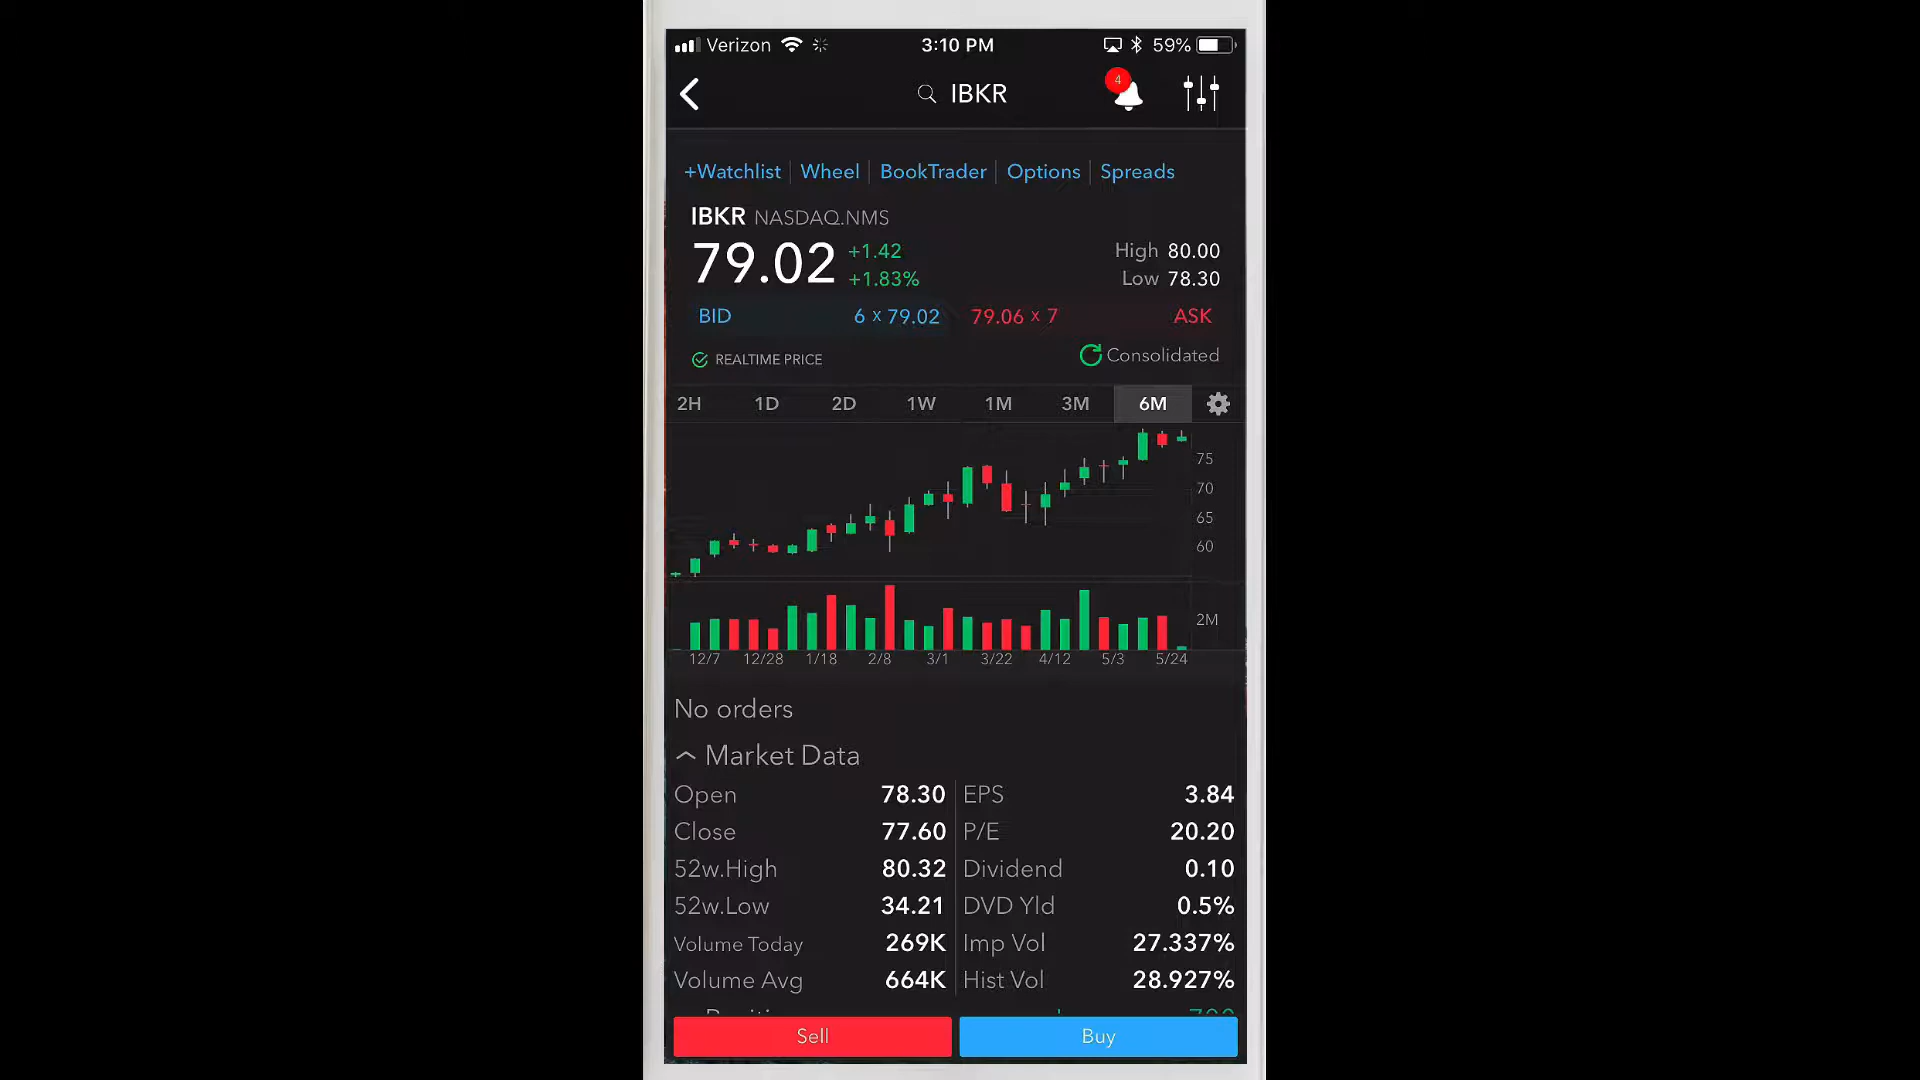 Verizon 3:10 PM 59%
IBKR 4
+Watchlist Wheel BookTrader Options Spreads
IBKR NASDAQ.NMS
79.02 +1.42 High 80.00
+1.83% Low 78.30
BID 6 x 79.02 79.06 x 7 ASK
REALTIME PRICE Consolidated
2H 1D 2D 1W 1M 3M 6M
75
70
65
60
2M
12/7 12/28 1/18 2/8 3/1 3/22 4/12 5/3 5/24
No orders
Market Data
Open 78.30 EPS 3.84
Close 77.60 P/E 20.20
52w.High 80.32 Dividend 0.10
52w.Low 34.21 DVD Yld 0.5%
Volume Today 269K Imp Vol 27.337%
Volume Avg 664K Hist Vol 28.927%
Sell Buy